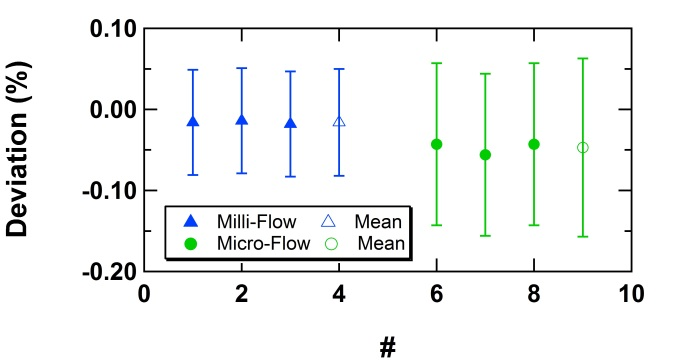 0.10
0.00
-0.10
-0.20
Deviation (%)
Milli-Flow Mean
Micro-Flow Mean
0 2 4 6 8 10
#